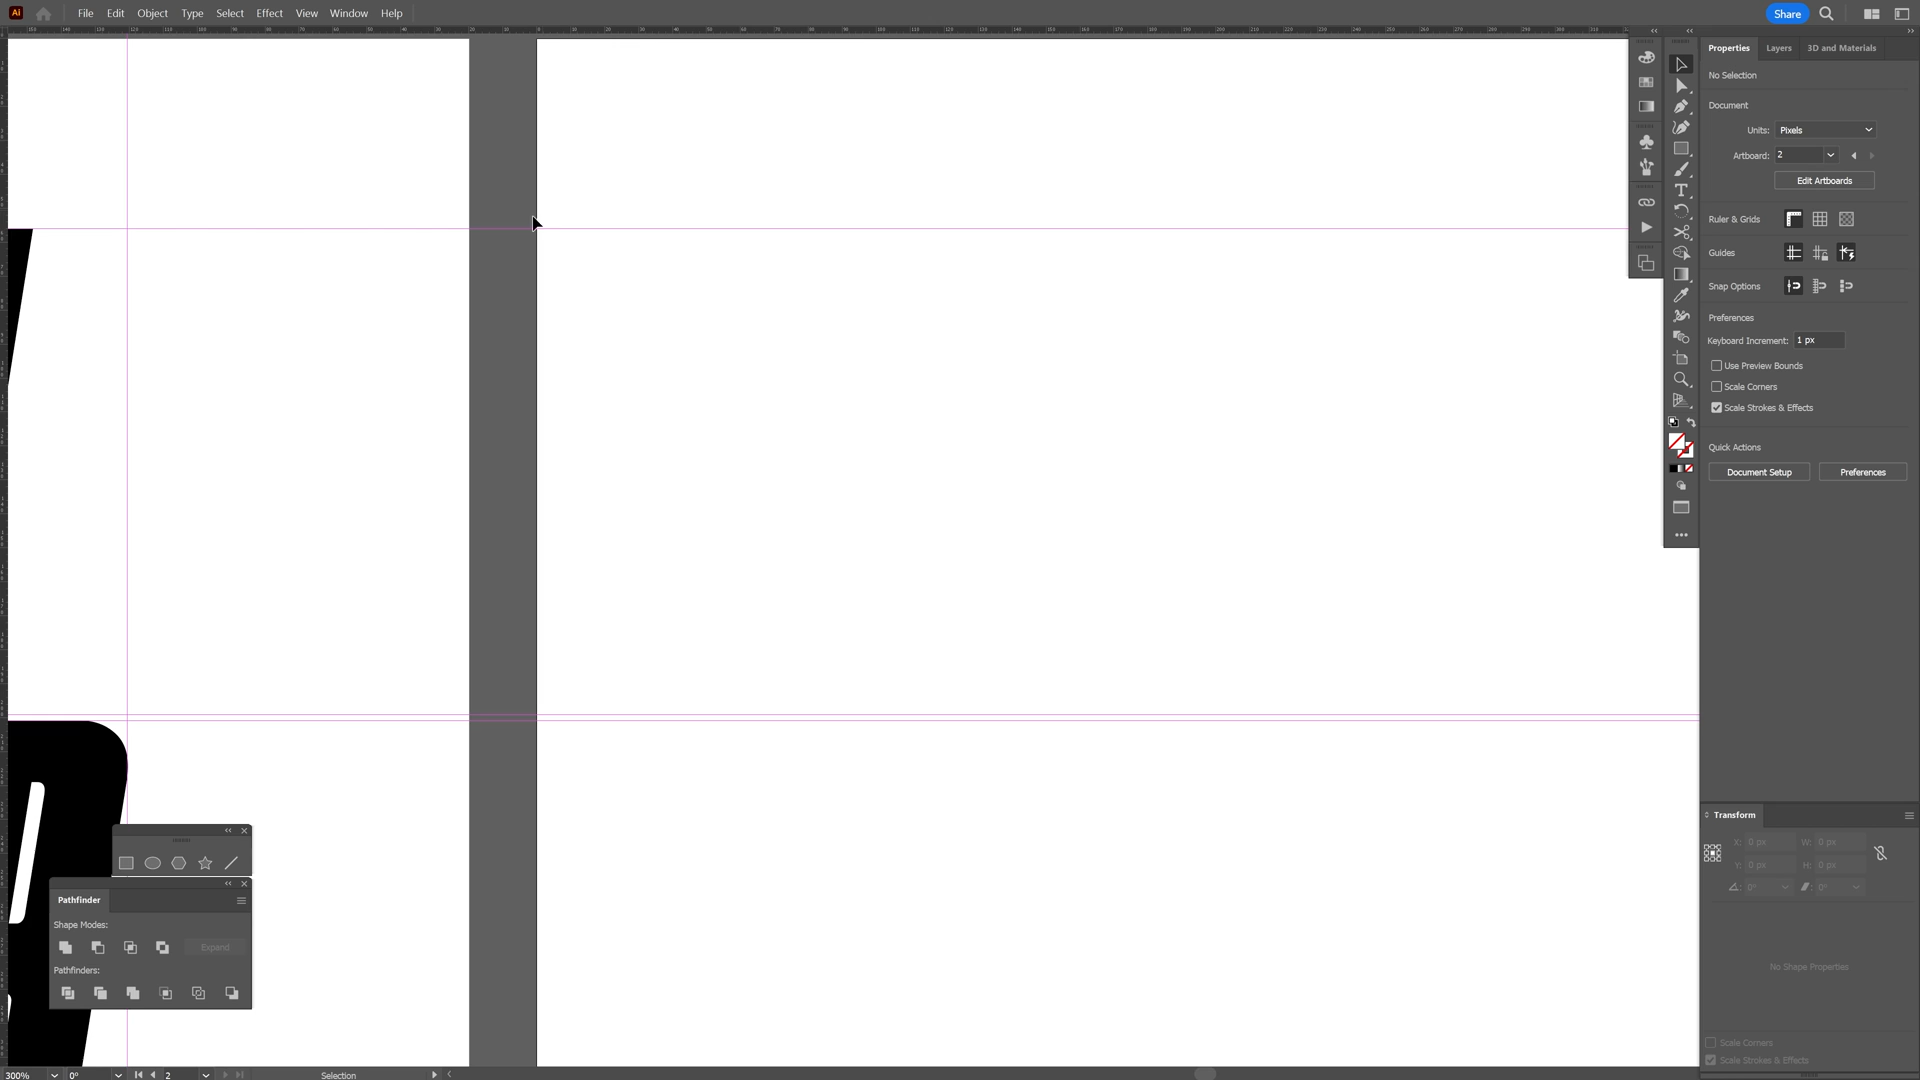 Ai File Edit Object Type Select Effect View Window Help Share
Properties Layers 3D and Materials
No Selection
Document
Units: Pixels
Artboard: 2
Edit Artboards
Ruler & Grids
Guides
Snap Options
Preferences
Keyboard Increment: 1 px
Use Preview Bounds
Scale Corners
Scale Strokes & Effects
Quick Actions
Document Setup Preferences
Transform
X: 0 px W: 0 px
Y: 0 px H: 0 px
0° 0°
No Shape Properties
Scale Corners
Scale Strokes & Effects
Pathfinder
Shape Modes:
Expand
Pathfinders:
300% 0° 2 Selection